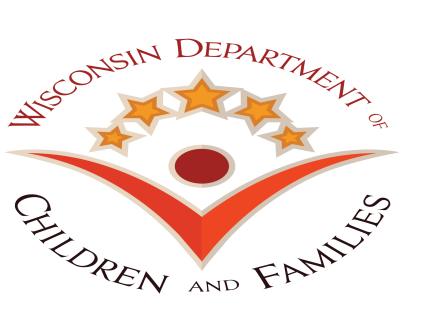 WISCONSIN DEPARTMENT OF
CHILDREN AND FAMILIES